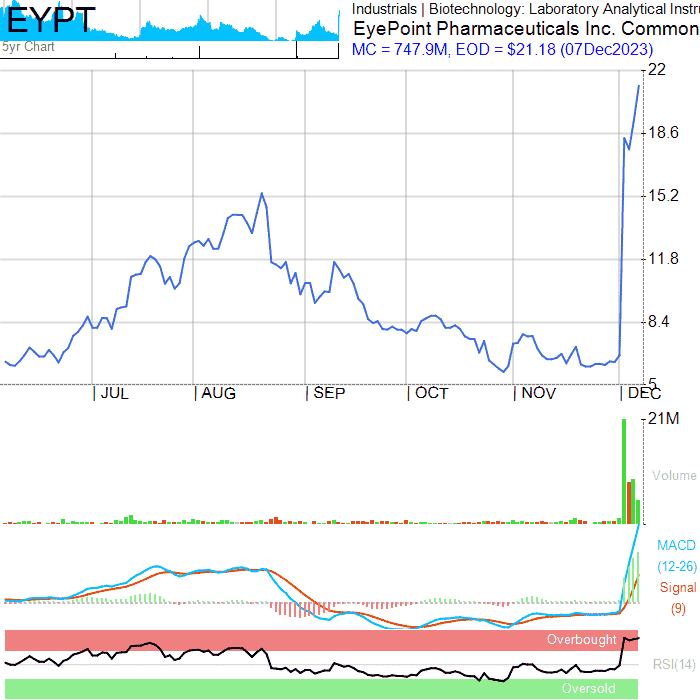 EYPT
5yr Chart
Industrials | Biotechnology: Laboratory Analytical Instru
EyePoint Pharmaceuticals Inc. Common
MC = 747.9M, EOD = $21.18 (07Dec2023)
22
18.6
15.2
11.8
8.4
5
JUL AUG SEP OCT NOV DEC
21M
Volume
MACD
(12-26)
Signal
(9)
Overbought
RSI(14)
Oversold